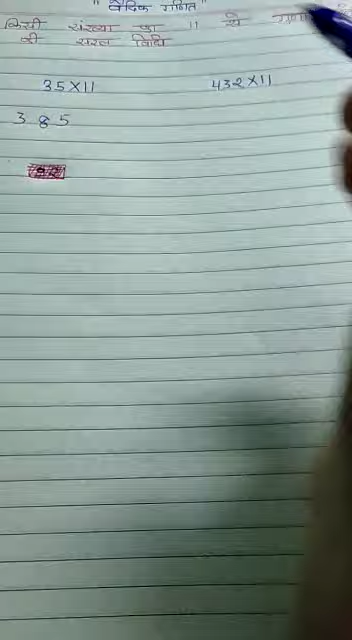 "वैदिक गणित"
किसी संख्या का 11 से
की सरल विधि
35×11 432×11
3 8 5